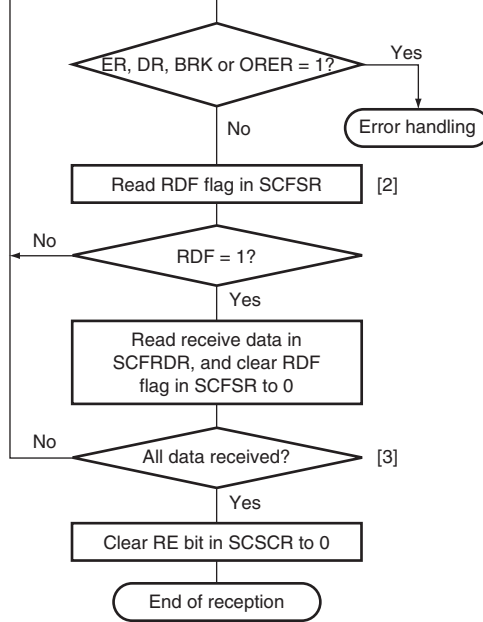 ER, DR, BRK or ORER = 1?
Yes
Error handling
No
Read RDF flag in SCFSR
[2]
No
RDF = 1?
Yes
Read receive data in
SCFRDR, and clear RDF
flag in SCFSR to 0
No
All data received?
[3]
Yes
Clear RE bit in SCSCR to 0
End of reception